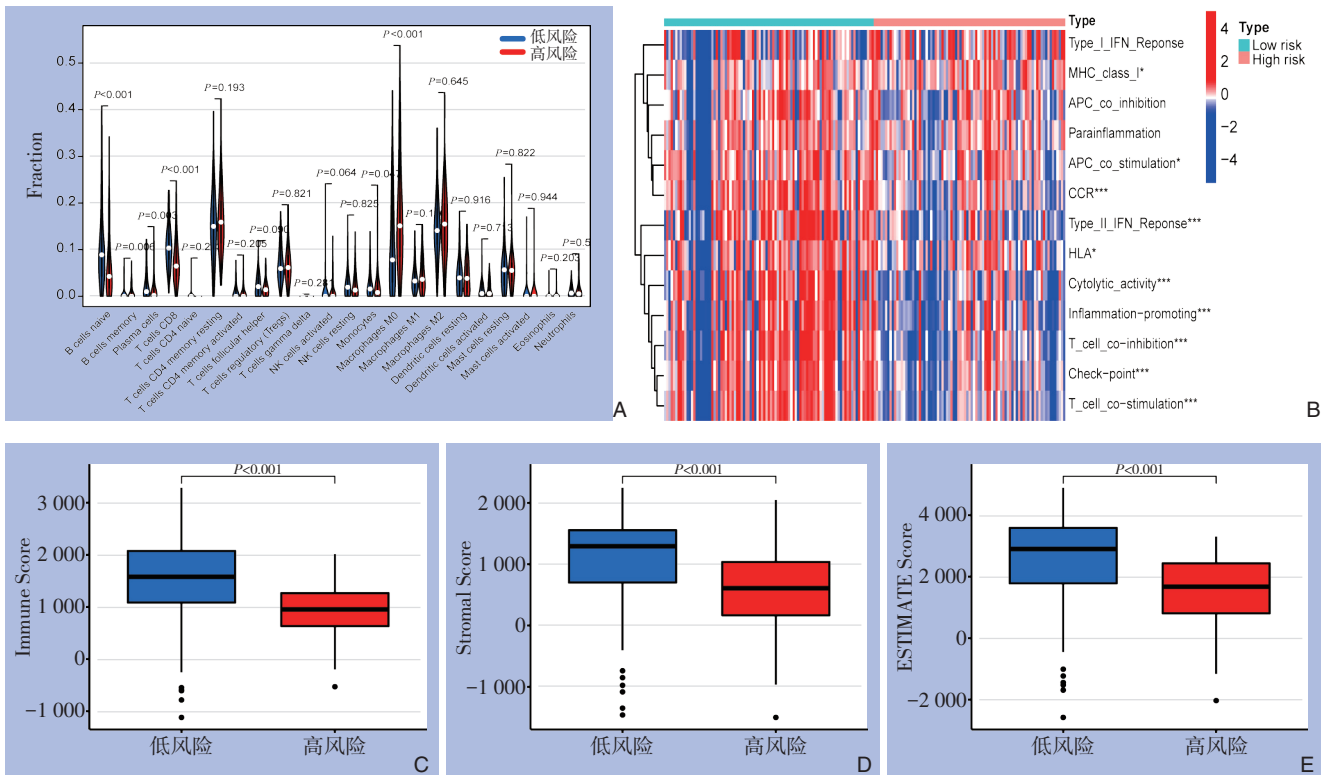 Fraction
0.5
0.4
0.3
0.2
0.1
0.0
低风险
高风险
P<0.001
P=0.006
P=0.003
P<0.001
P=0.193
P=0.205
P=0.090
P=0.821
P=0.281
P=0.064
P=0.825
P<0.001
P=0.645
P=0.916
P=0.713
P=0.822
P=0.944
P=0.203
B cells naive
B cells memory
Plasma cells
T cells CD8
T cells CD4 naive
T cells CD4 memory resting
T cells CD4 memory activated
T cells follicular helper
T cells regulatory (Tregs)
T cells gamma delta
NK cells activated
NK cells resting
Monocytes
Macrophages M0
Macrophages M1
Macrophages M2
Dendritic cells resting
Dendritic cells activated
Mast cells resting
Mast cells activated
Eosinophils
Neutrophils
A
Type
Type_I_IFN_Reponse
MHC_class_I*
APC_co_inhibition
Parainflammation
APC_co_stimulation*
CCR***
Type_II_IFN_Reponse***
HLA*
Cytolytic_activity***
Inflammation-promoting***
T_cell_co-inhibition***
Check-point***
T_cell_co-stimulation***
4
2
0
−2
−4
Type
Low risk
High risk
B
Immune Score
3 000
2 000
1 000
0
−1 000
P<0.001
低风险
高风险
C
Stromal Score
2 000
1 000
0
−1 000
P<0.001
低风险
高风险
D
ESTIMATE Score
4 000
2 000
0
−2 000
P<0.001
低风险
高风险
E